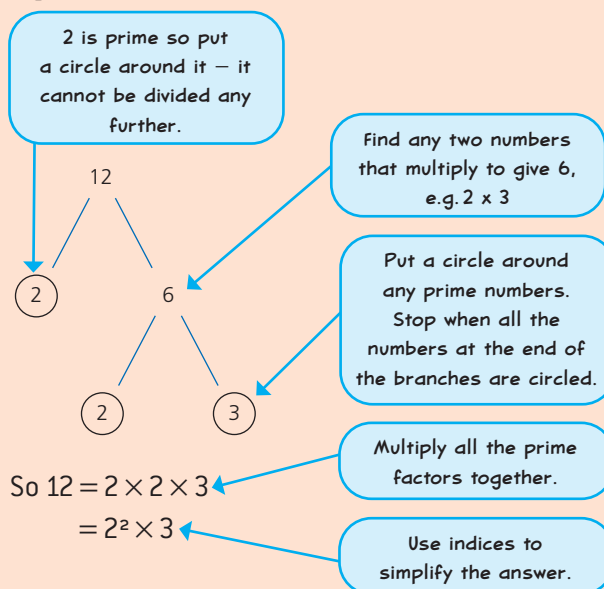 2 is prime so put
a circle around it – it
cannot be divided any
further.
Find any two numbers
that multiply to give 6,
e.g. 2 x 3
12
2
6
Put a circle around
any prime numbers.
Stop when all the
numbers at the end of
the branches are circled.
2
3
Multiply all the prime
factors together.
So 12 = 2 × 2 × 3
= 2² × 3
Use indices to
simplify the answer.